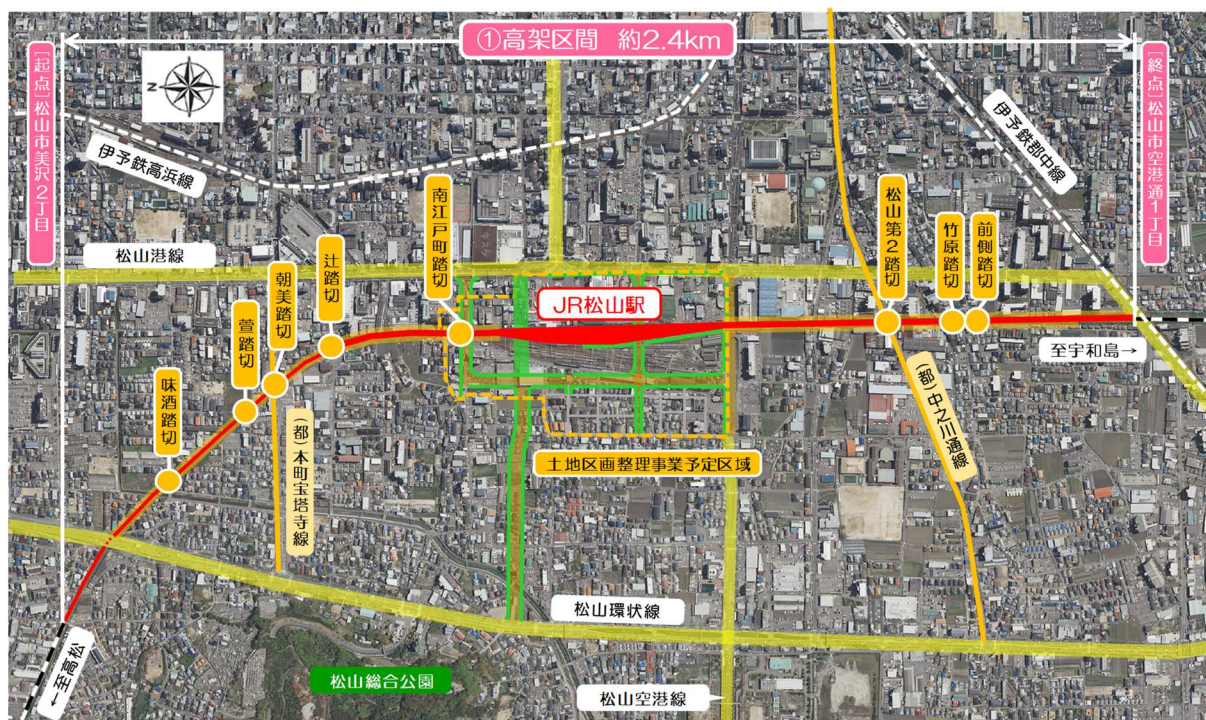 ①高架区間 約2.4km
[起点]松山市美沢2丁目
[終点]松山市空港通1丁目
N
伊予鉄高浜線
伊予鉄郡中線
松山港線
南江戸町踏切
辻踏切
朝美踏切
萱踏切
味酒踏切
JR松山駅
松山第2踏切
竹原踏切
前側踏切
至宇和島→
(都)本町宝塔寺線
(都)中之川通線
土地区画整理事業予定区域
松山環状線
松山総合公園
松山空港線
←至高松